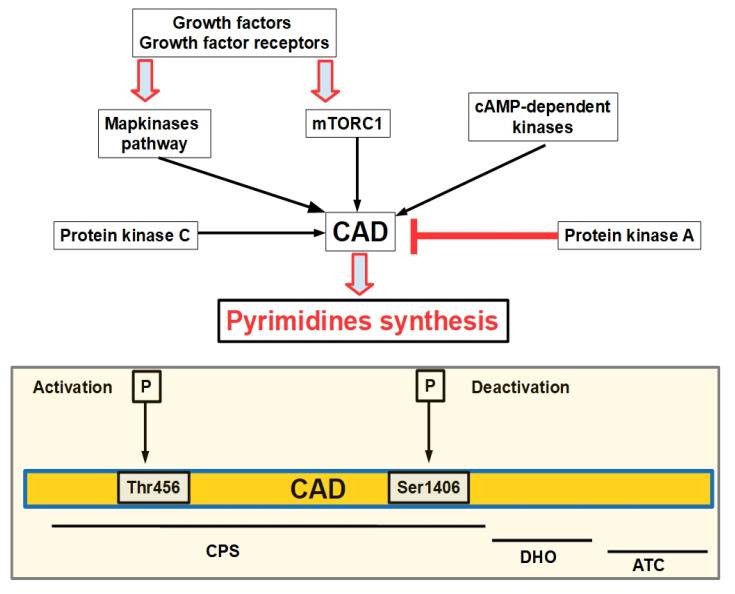 Growth factors
Growth factor receptors
Mapkinases
pathway
mTORC1
cAMP-dependent
kinases
Protein kinase C
CAD
Protein kinase A
Pyrimidines synthesis
Activation
P
P
Deactivation
Thr456
CAD
Ser1406
CPS
DHO
ATC